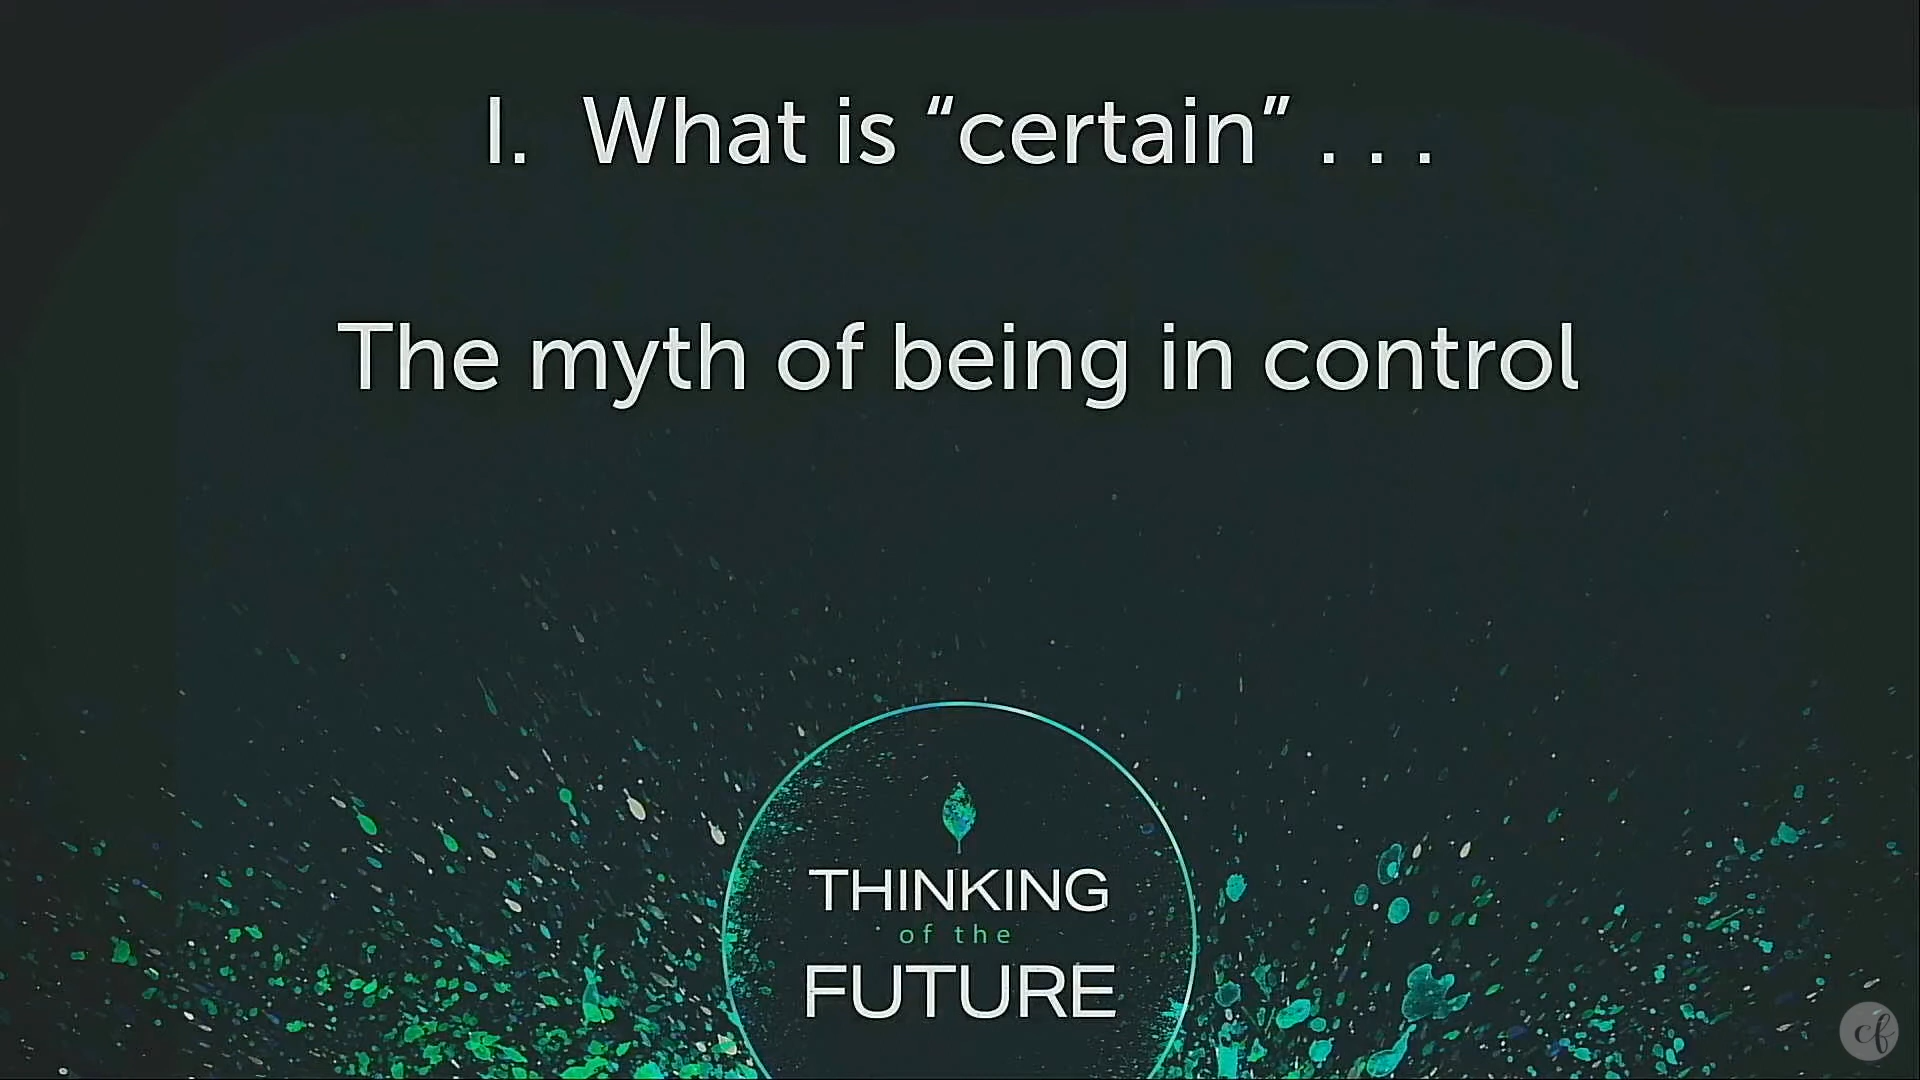 I. What is “certain” . . .
The myth of being in control
THINKING
of the
FUTURE
cf